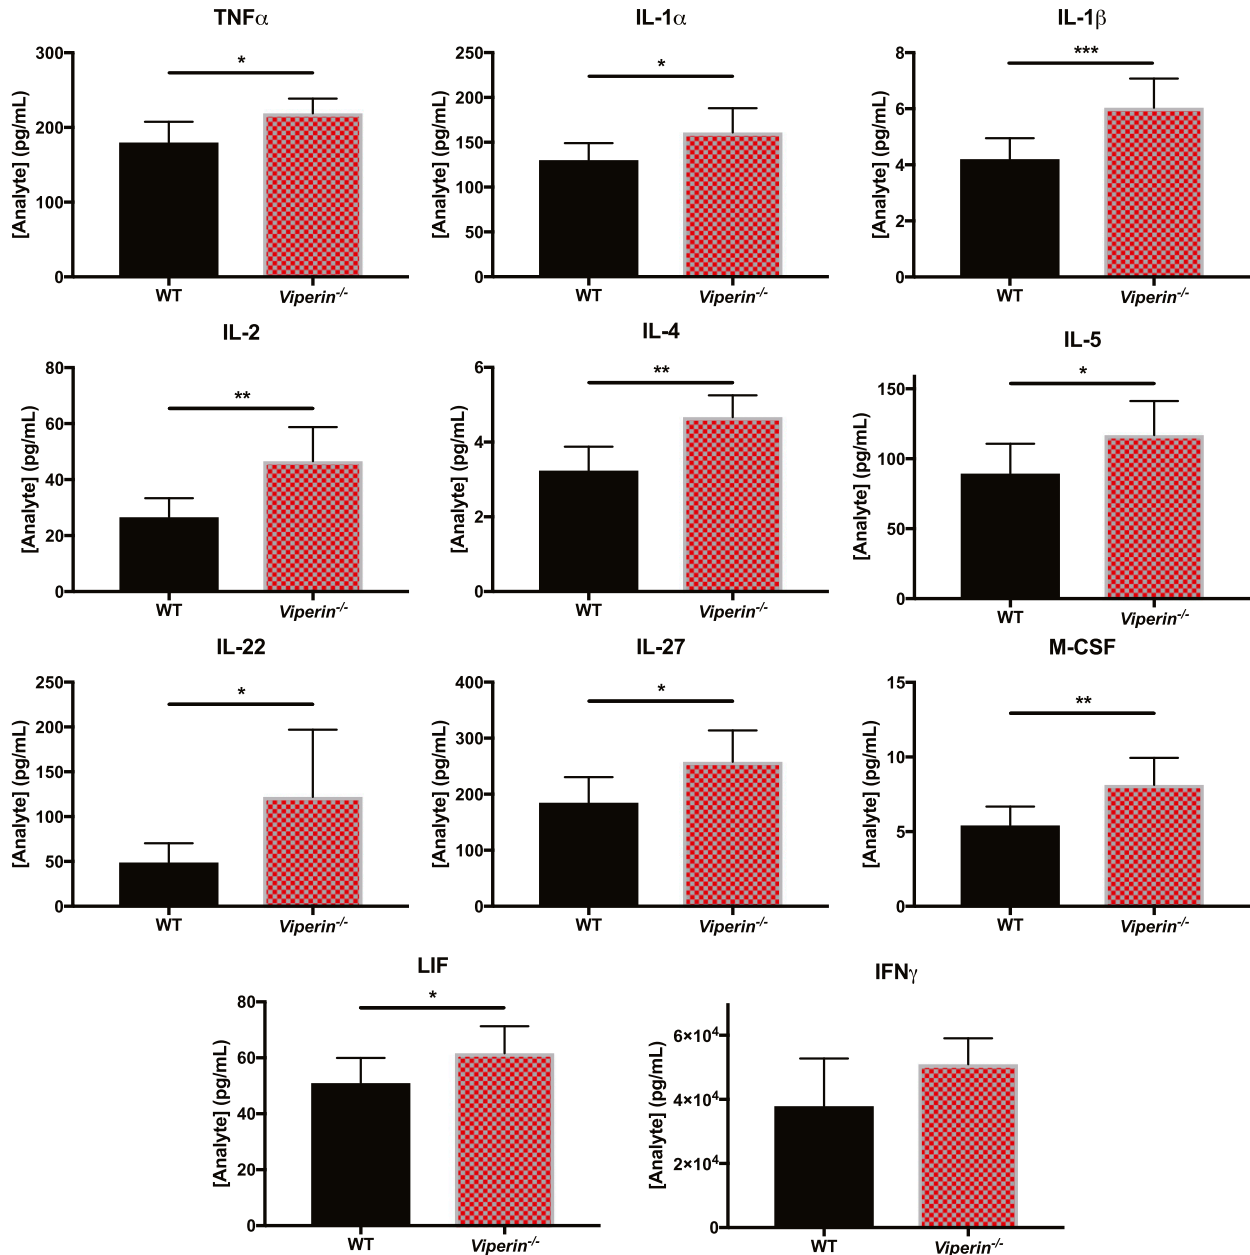 TNFα
[Analyte] (pg/mL)
300
200
100
0
*
WT
Viperin-/-
IL-1α
[Analyte] (pg/mL)
250
200
150
100
50
0
*
WT
Viperin-/-
IL-1β
[Analyte] (pg/mL)
8
6
4
2
0
***
WT
Viperin-/-
IL-2
[Analyte] (pg/mL)
80
60
40
20
0
**
WT
Viperin-/-
IL-4
[Analyte] (pg/mL)
6
4
2
0
**
WT
Viperin-/-
IL-5
[Analyte] (pg/mL)
150
100
50
0
*
WT
Viperin-/-
IL-22
[Analyte] (pg/mL)
250
200
150
100
50
0
*
WT
Viperin-/-
IL-27
[Analyte] (pg/mL)
400
300
200
100
0
*
WT
Viperin-/-
M-CSF
[Analyte] (pg/mL)
15
10
5
0
**
WT
Viperin-/-
LIF
[Analyte] (pg/mL)
80
60
40
20
0
*
WT
Viperin-/-
IFNγ
[Analyte] (pg/mL)
6×10⁴
4×10⁴
2×10⁴
0
WT
Viperin-/-